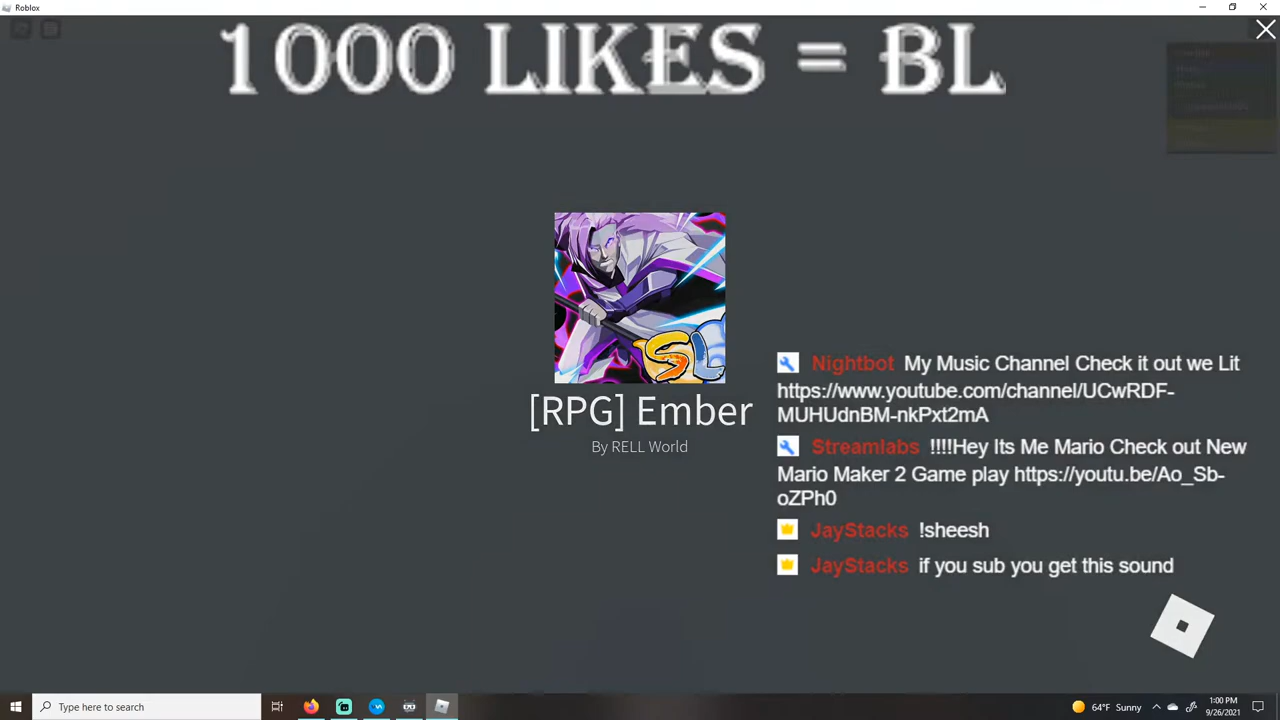 Roblox
1000 LIKES = BL
SL
[RPG] Ember
By RELL World
Nightbot My Music Channel Check it out we Lit
https://www.youtube.com/channel/UCwRDF-
MUHUdnBM-nkPxt2mA
Streamlabs !!!!Hey Its Me Mario Check out New
Mario Maker 2 Game play https://youtu.be/Ao_Sb-
oZPh0
JayStacks !sheesh
JayStacks if you sub you get this sound
Type here to search
64°F Sunny
1:00 PM
9/26/2021